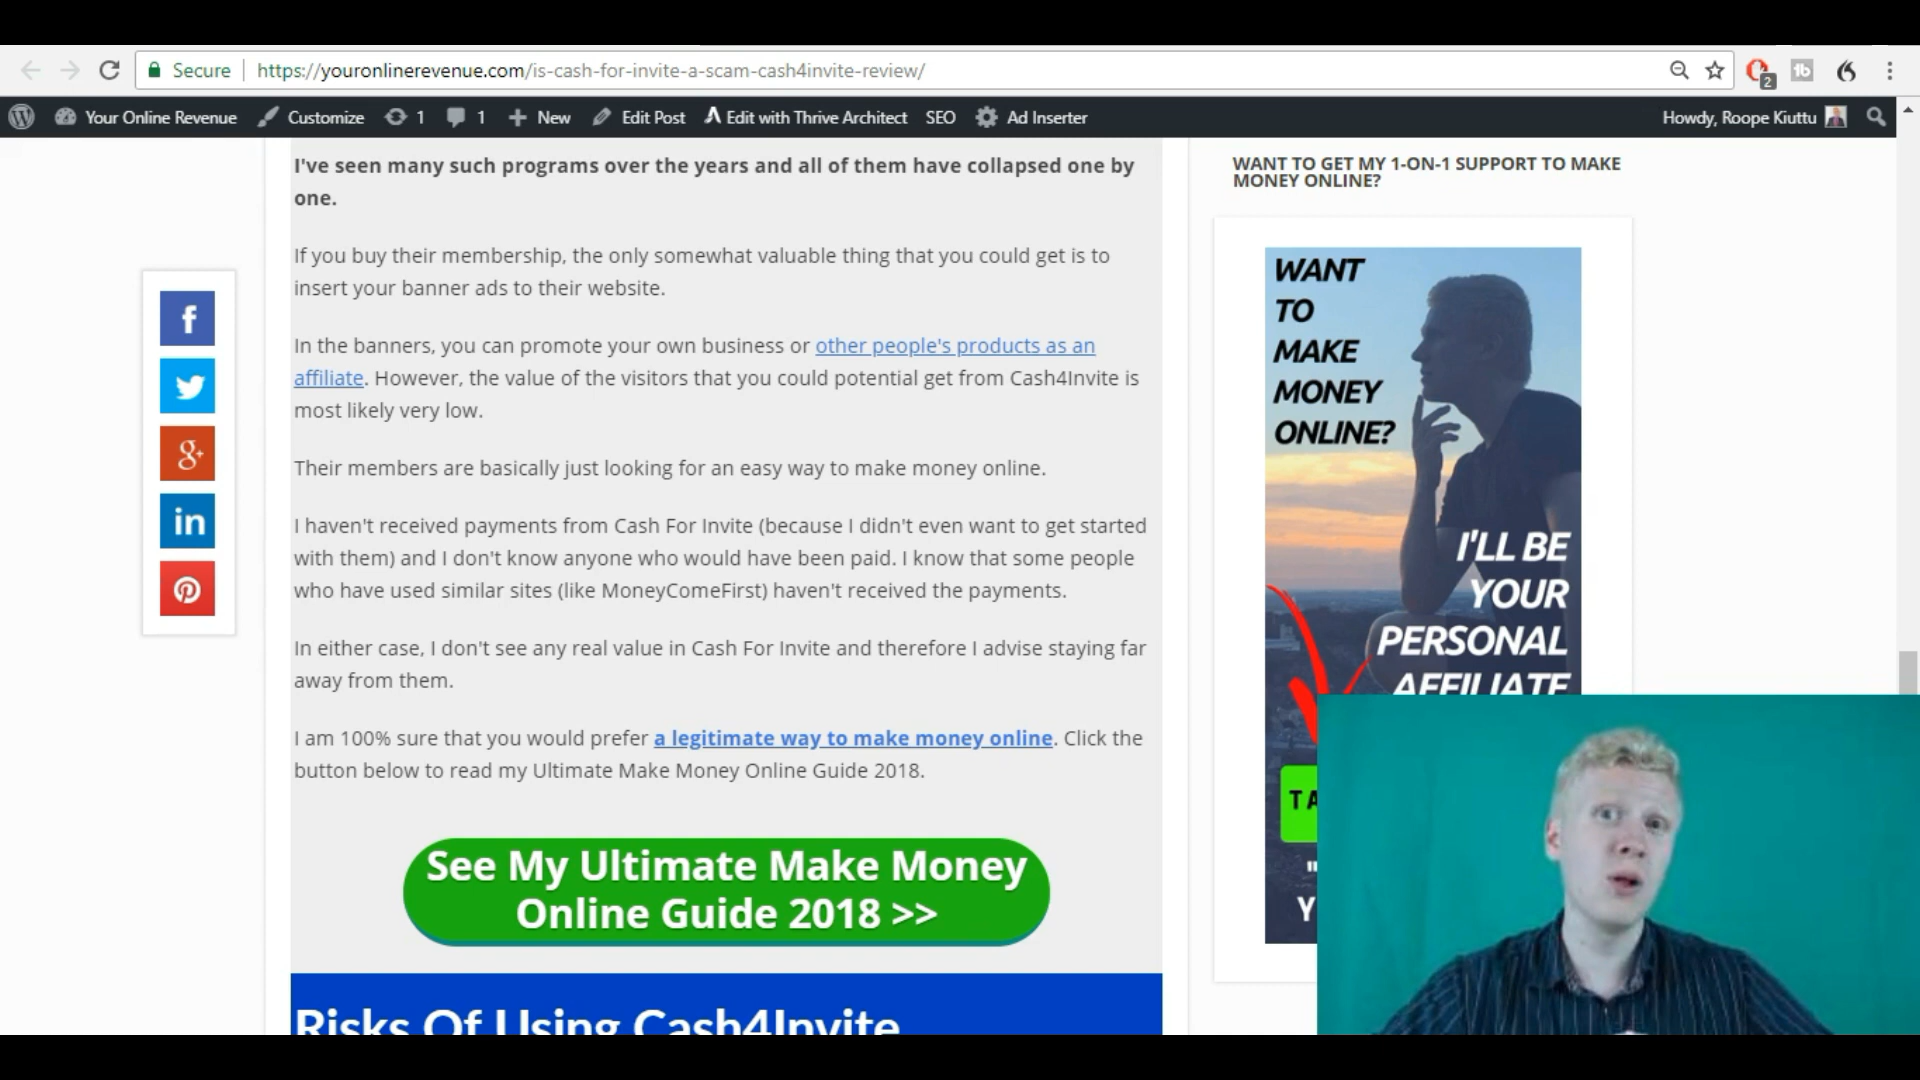 Secure
https://youronlinerevenue.com/is-cash-for-invite-a-scam-cash4invite-review/
2
Your Online Revenue
Customize
1
1
New
Edit Post
Edit with Thrive Architect
SEO
Ad Inserter
Howdy, Roope Kiuttu
I've seen many such programs over the years and all of them have collapsed one by
one.
If you buy their membership, the only somewhat valuable thing that you could get is to
insert your banner ads to their website.
In the banners, you can promote your own business or other people's products as an
affiliate. However, the value of the visitors that you could potential get from Cash4Invite is
most likely very low.
Their members are basically just looking for an easy way to make money online.
I haven't received payments from Cash For Invite (because I didn't even want to get started
with them) and I don't know anyone who would have been paid. I know that some people
who have used similar sites (like MoneyComeFirst) haven't received the payments.
In either case, I don't see any real value in Cash For Invite and therefore I advise staying far
away from them.
I am 100% sure that you would prefer a legitimate way to make money online. Click the
button below to read my Ultimate Make Money Online Guide 2018.
See My Ultimate Make Money
Online Guide 2018 >>
Risks Of Using Cash4Invite
f
g+
in
WANT TO GET MY 1-ON-1 SUPPORT TO MAKE
MONEY ONLINE?
WANT
TO
MAKE
MONEY
ONLINE?
I'LL BE
YOUR
PERSONAL
AFFILIATE
TA
"
Y